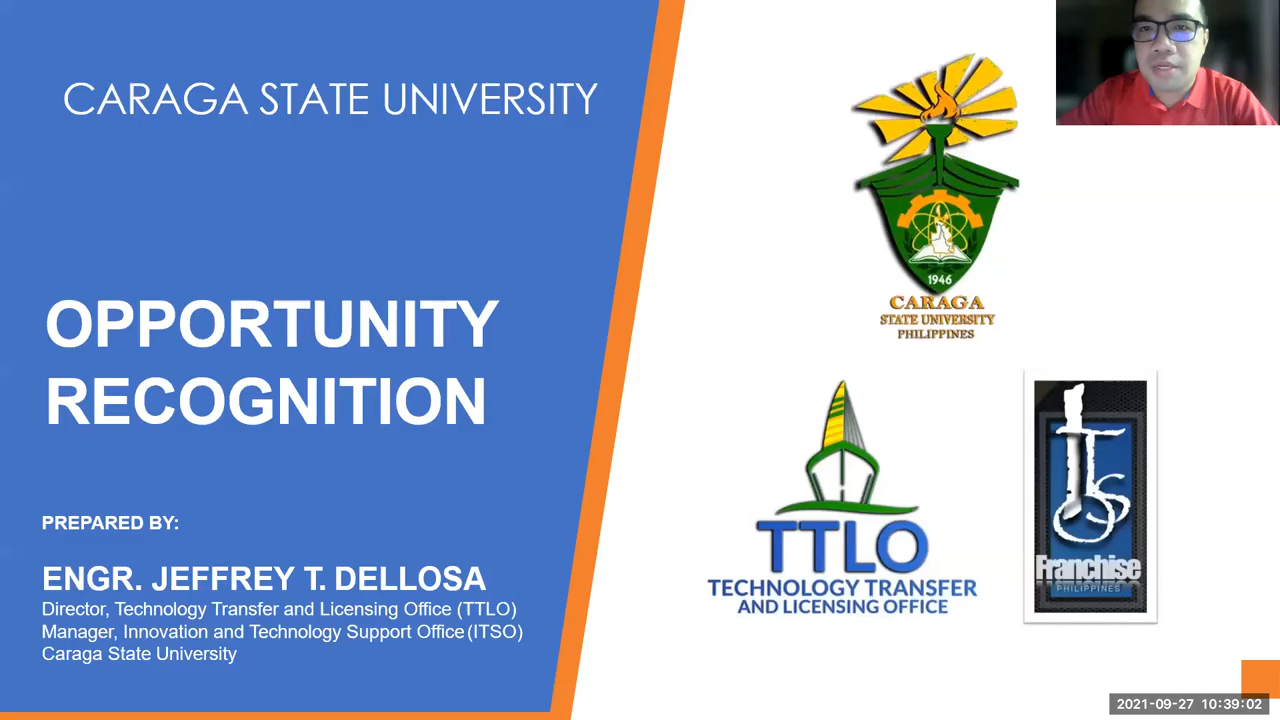 CARAGA STATE UNIVERSITY
OPPORTUNITY
RECOGNITION
PREPARED BY:
ENGR. JEFFREY T. DELLOSA
Director, Technology Transfer and Licensing Office (TTLO)
Manager, Innovation and Technology Support Office (ITSO)
Caraga State University
1946
CARAGA
STATE UNIVERSITY
PHILIPPINES
TTLO
TECHNOLOGY TRANSFER
AND LICENSING OFFICE
ITSO
Franchise
PHILIPPINES
2021-09-27 10:39:02